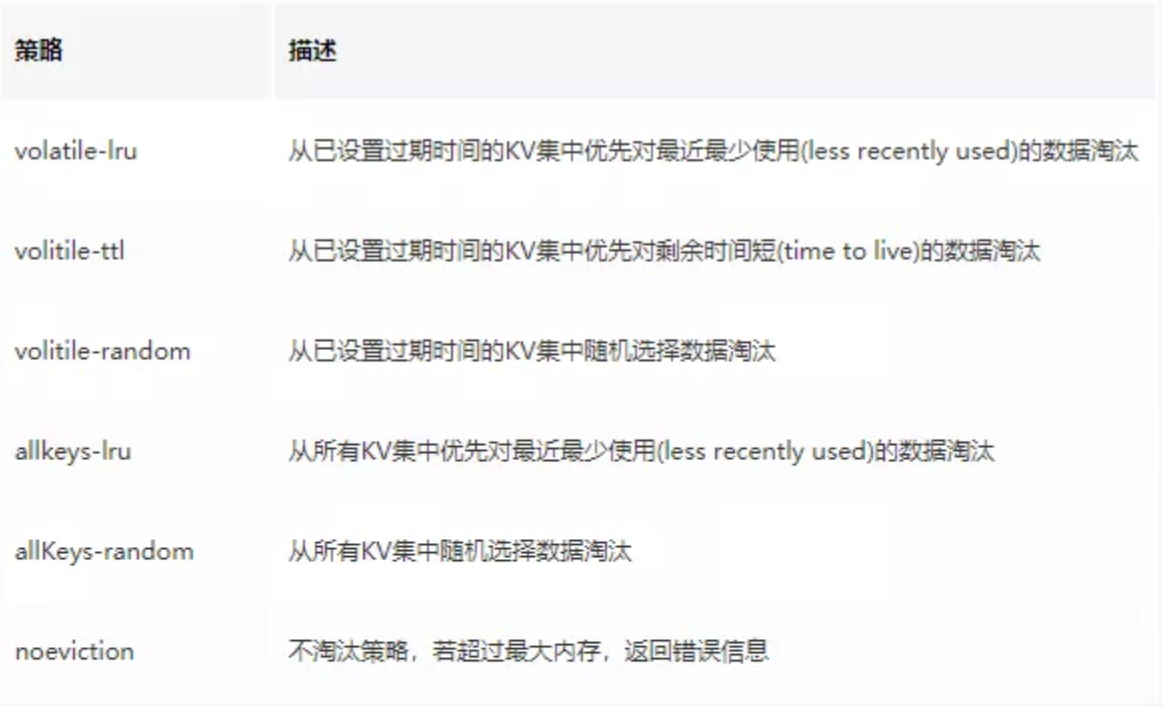 策略 描述
volatile-lru 从已设置过期时间的KV集中优先对最近最少使用(less recently used)的数据淘汰
volitile-ttl 从已设置过期时间的KV集中优先对剩余时间短(time to live)的数据淘汰
volitile-random 从已设置过期时间的KV集中随机选择数据淘汰
allkeys-lru 从所有KV集中优先对最近最少使用(less recently used)的数据淘汰
allKeys-random 从所有KV集中随机选择数据淘汰
noeviction 不淘汰策略，若超过最大内存，返回错误信息